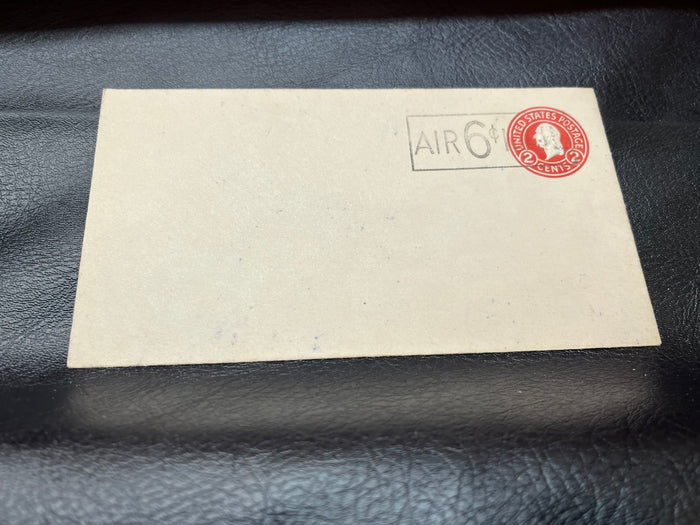 AIR 6¢
UNITED STATES POSTAGE
2 CENTS 2